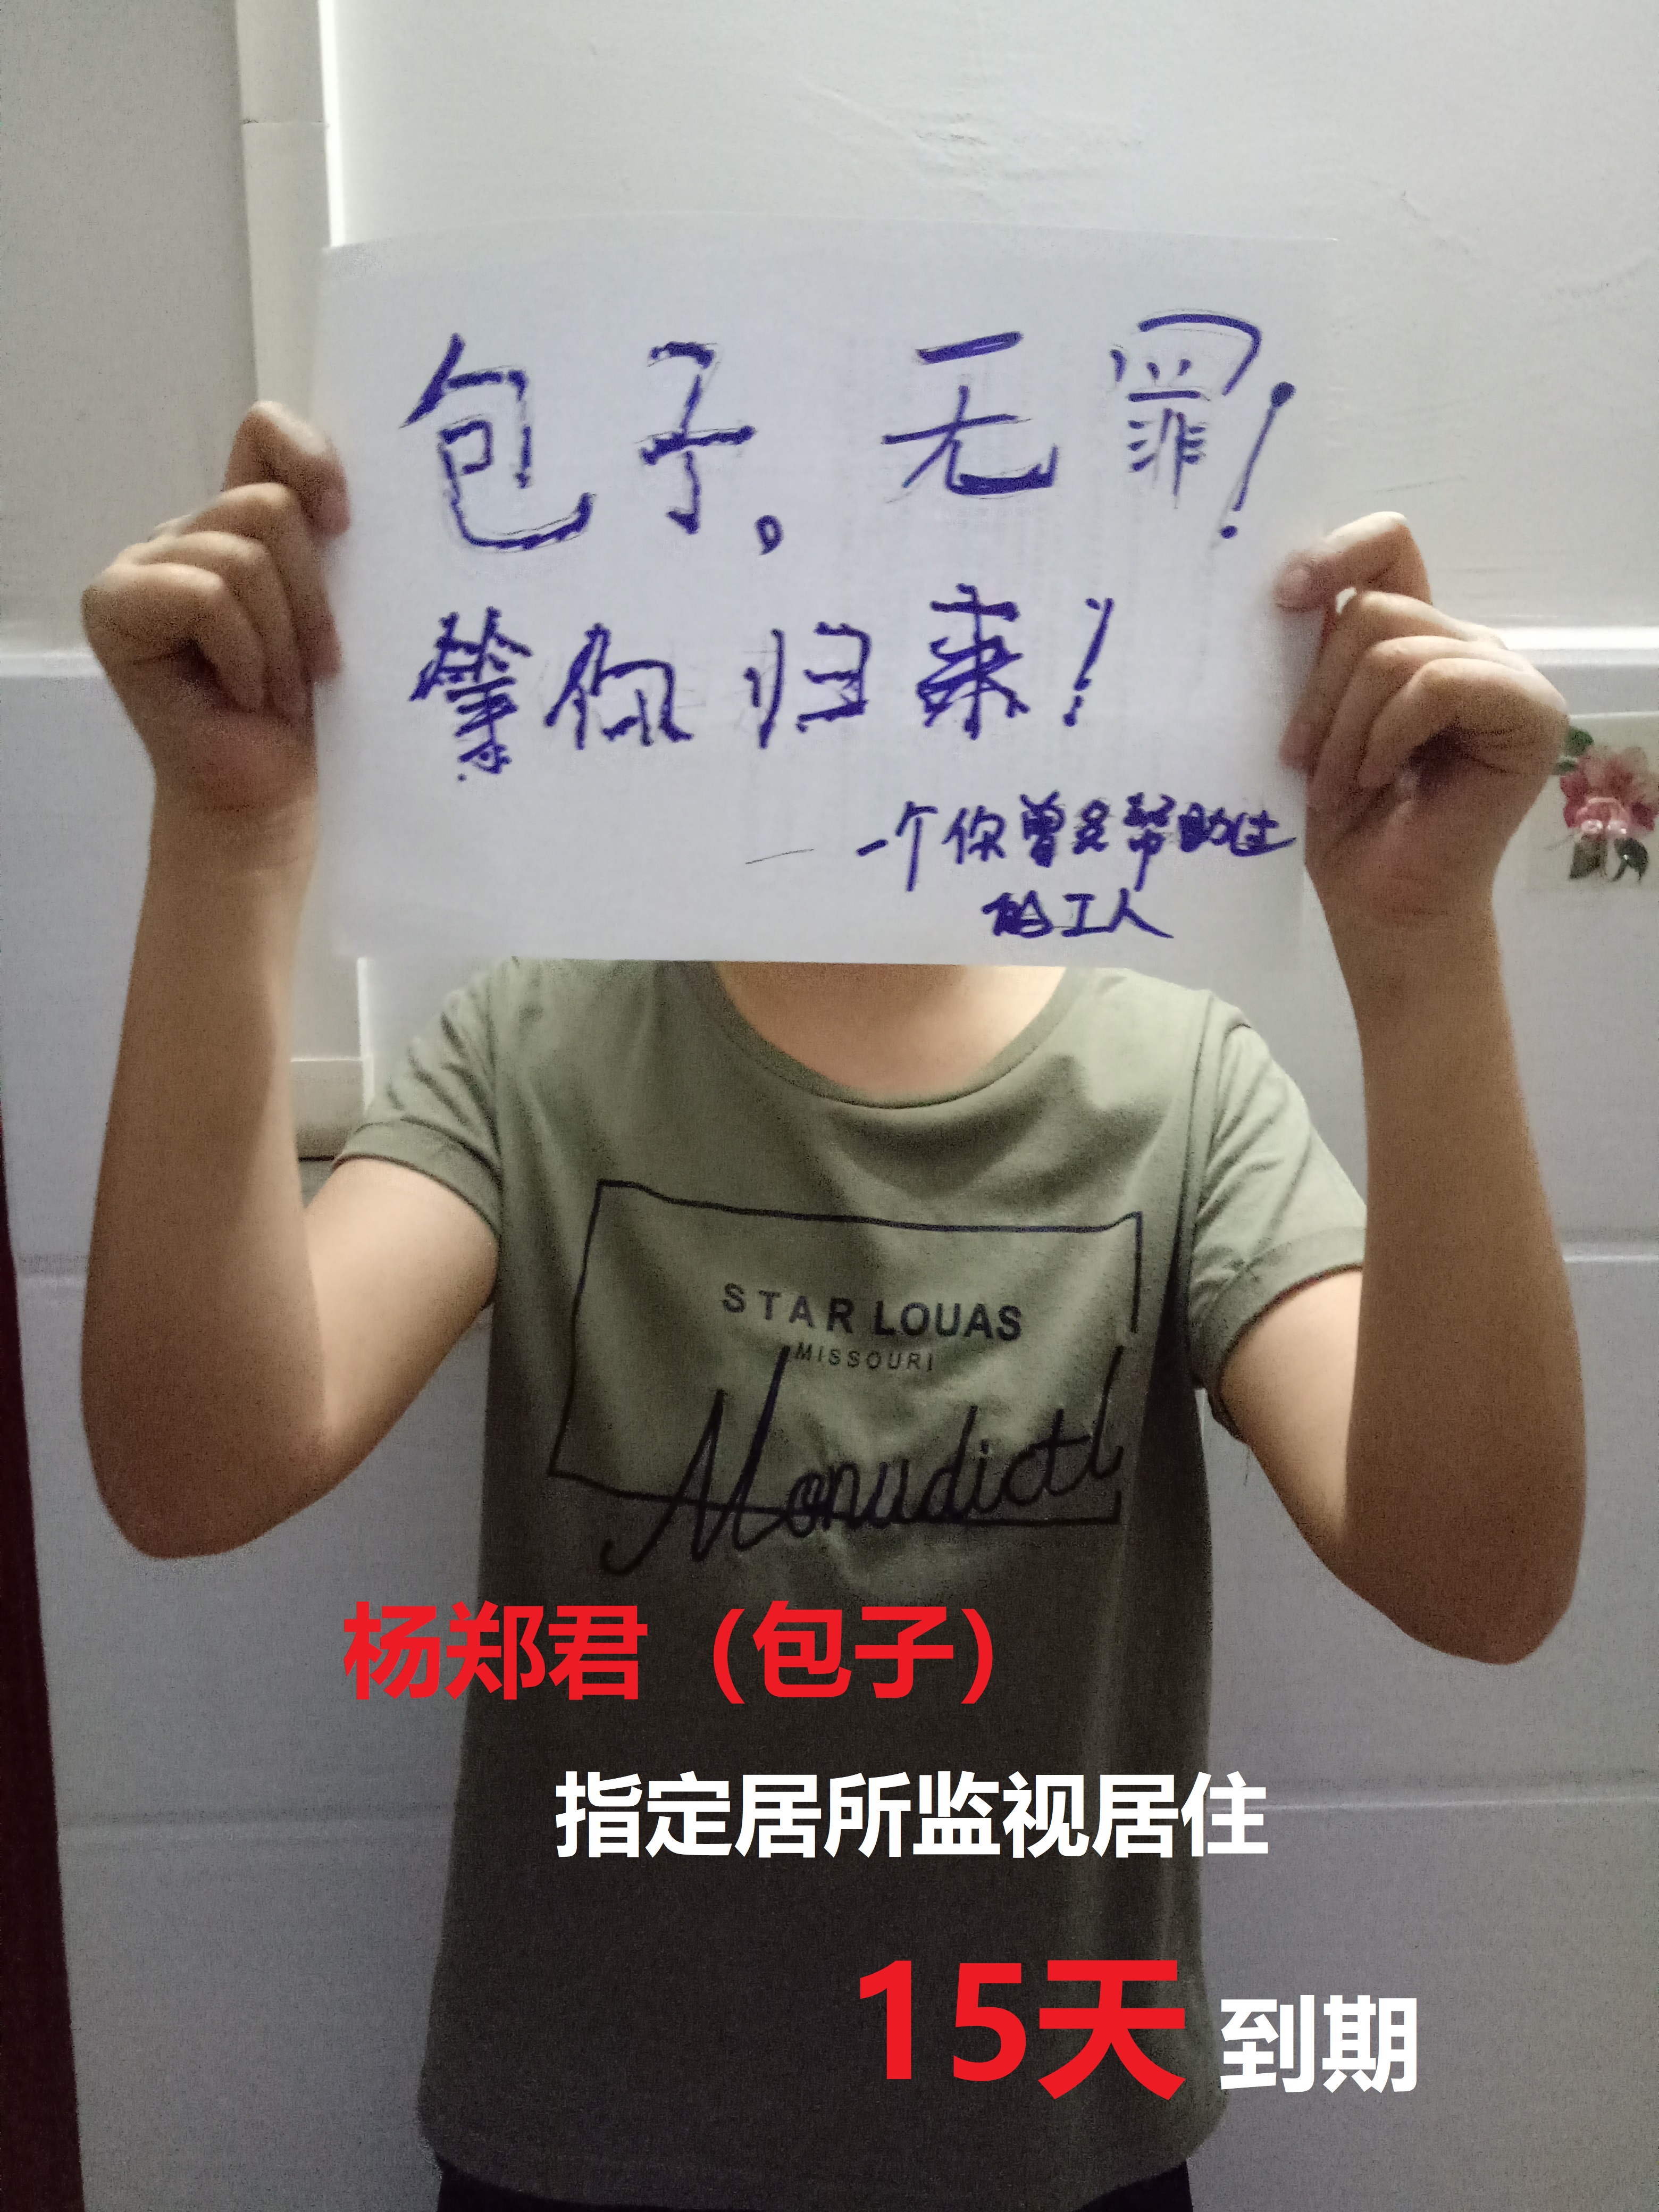 包子。无罪!
等你归来!
一个你曾经帮助过
的工人
STAR LOUAS
MISSOURI
Monudictl
杨郑君（包子）
指定居所监视居住
15天 到期